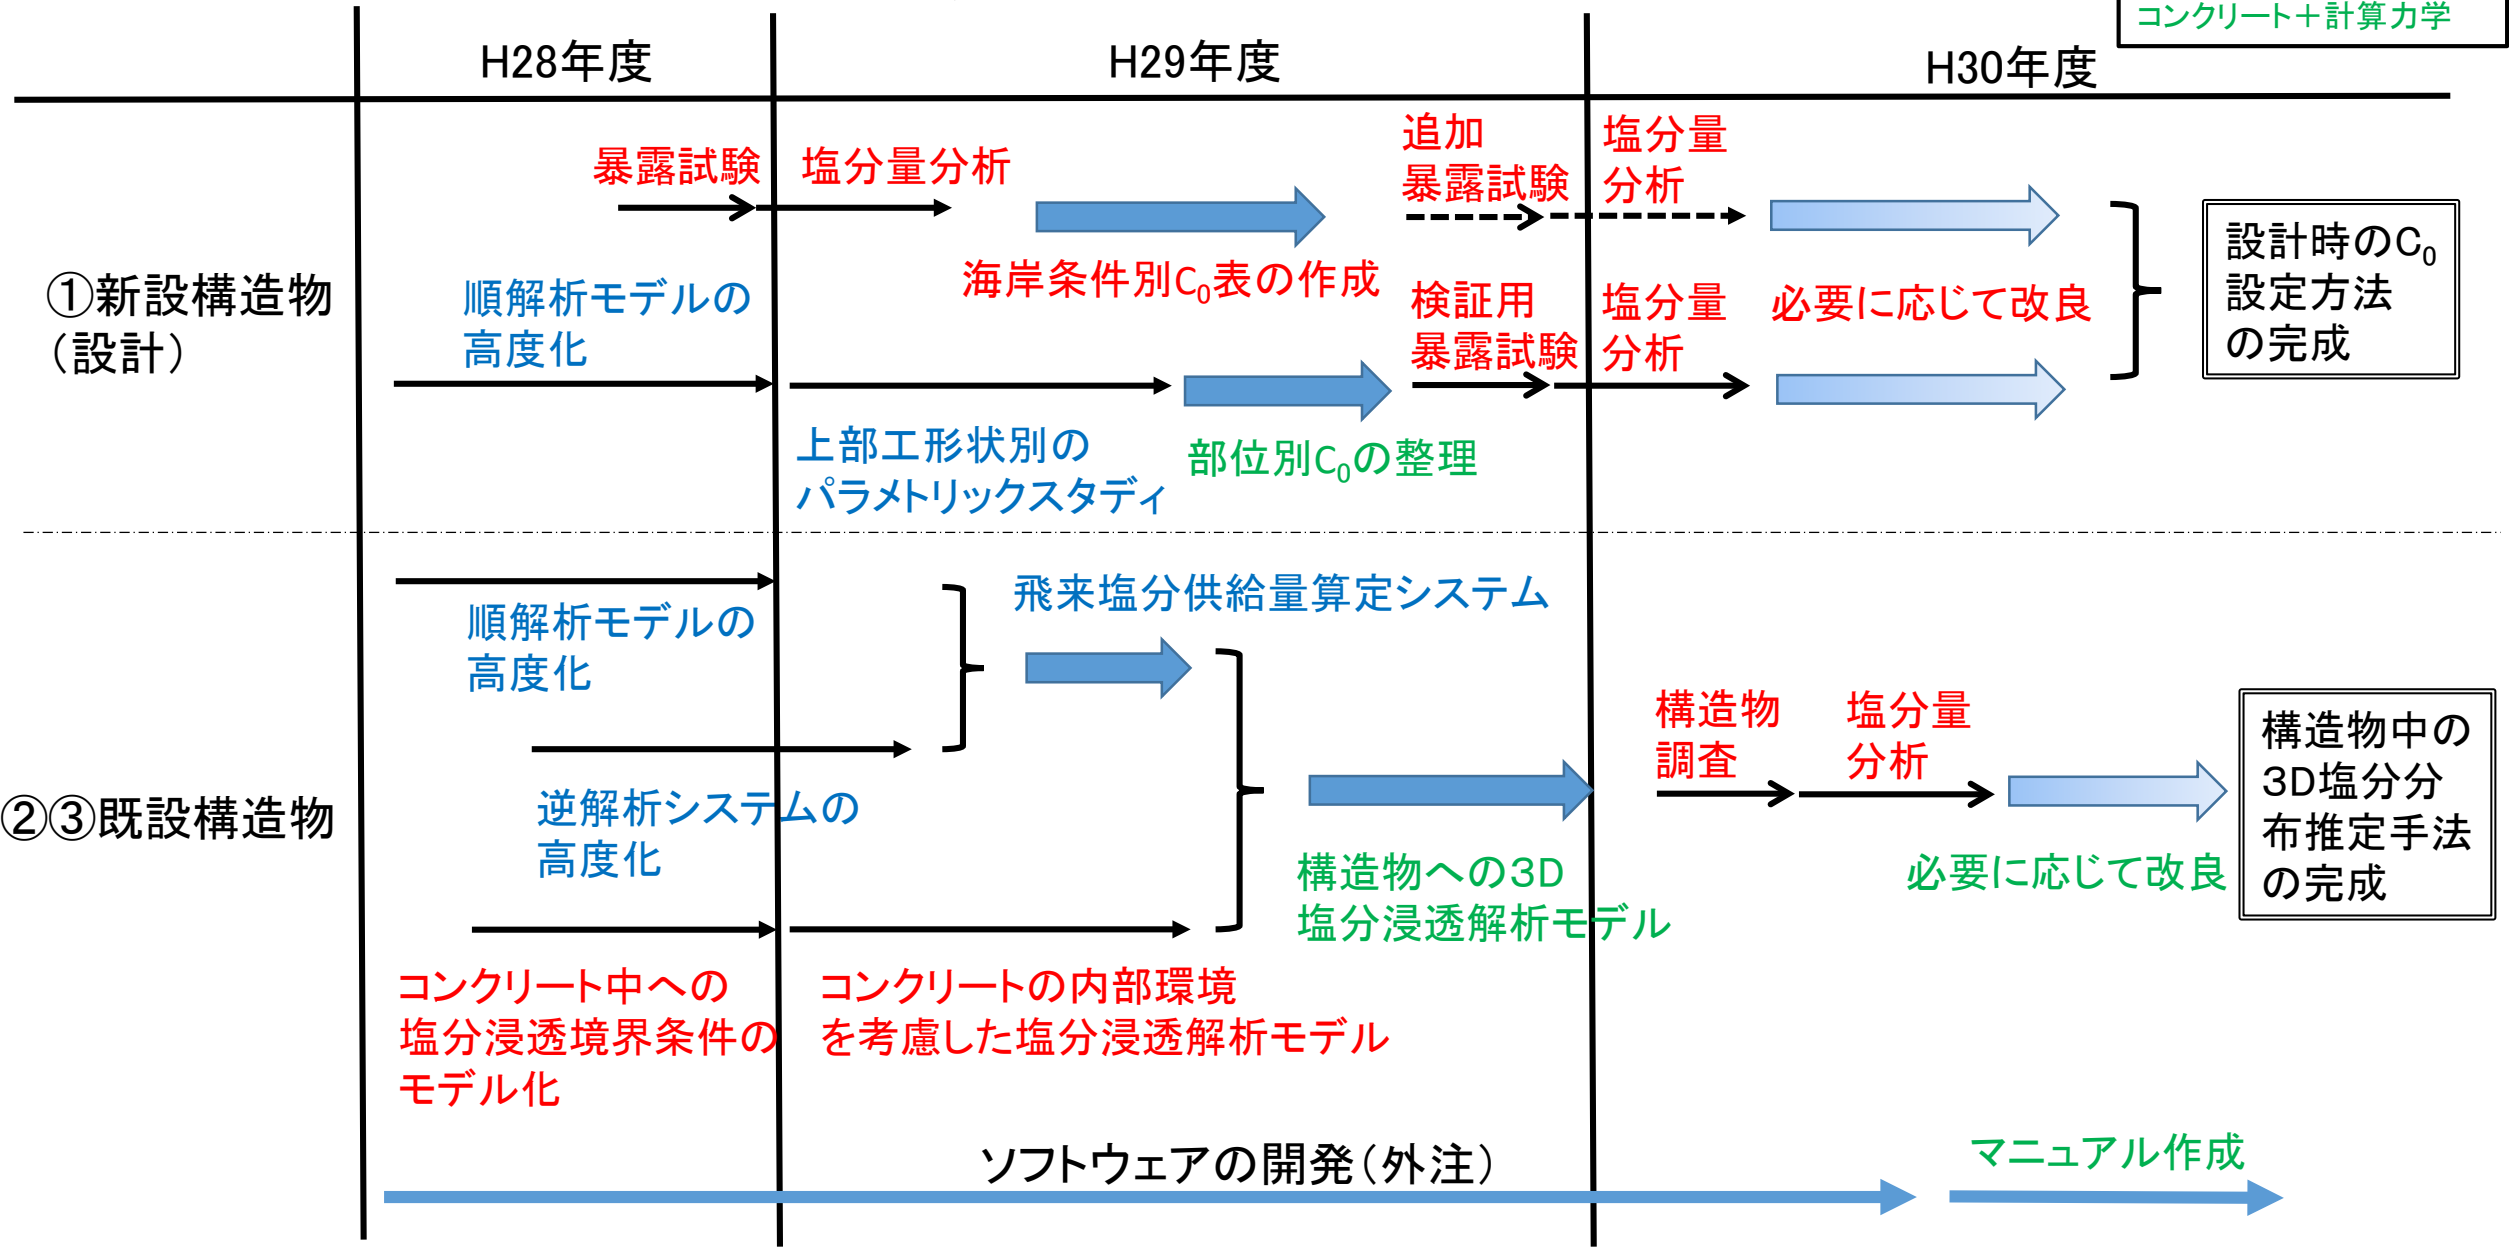 コンクリート＋計算力学
H28年度
H29年度
H30年度
①新設構造物
（設計）
暴露試験
塩分量分析
海岸条件別C0表の作成
追加
暴露試験
塩分量
分析
順解析モデルの
高度化
上部工形状別の
パラメトリックスタディ
部位別C0の整理
検証用
暴露試験
塩分量
分析
必要に応じて改良
設計時のC0
設定方法
の完成
②③既設構造物
順解析モデルの
高度化
逆解析システムの
高度化
飛来塩分供給量算定システム
コンクリート中への
塩分浸透境界条件の
モデル化
コンクリートの内部環境
を考慮した塩分浸透解析モデル
構造物への3D
塩分浸透解析モデル
構造物
調査
塩分量
分析
必要に応じて改良
構造物中の
3D塩分分
布推定手法
の完成
ソフトウェアの開発（外注）
マニュアル作成